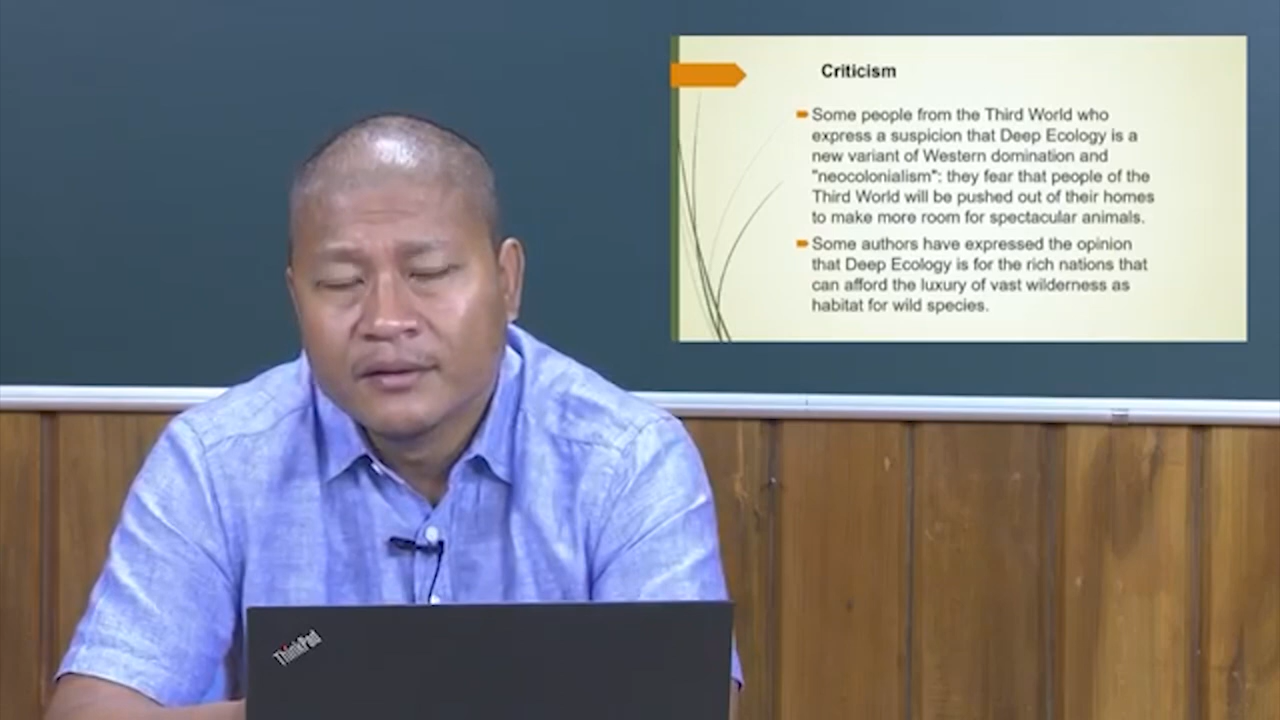 Criticism
Some people from the Third World who
express a suspicion that Deep Ecology is a
new variant of Western domination and
"neocolonialism"; they fear that people of the
Third World will be pushed out of their homes
to make more room for spectacular animals.
Some authors have expressed the opinion
that Deep Ecology is for the rich nations that
can afford the luxury of vast wilderness as
habitat for wild species.
ThinkPad